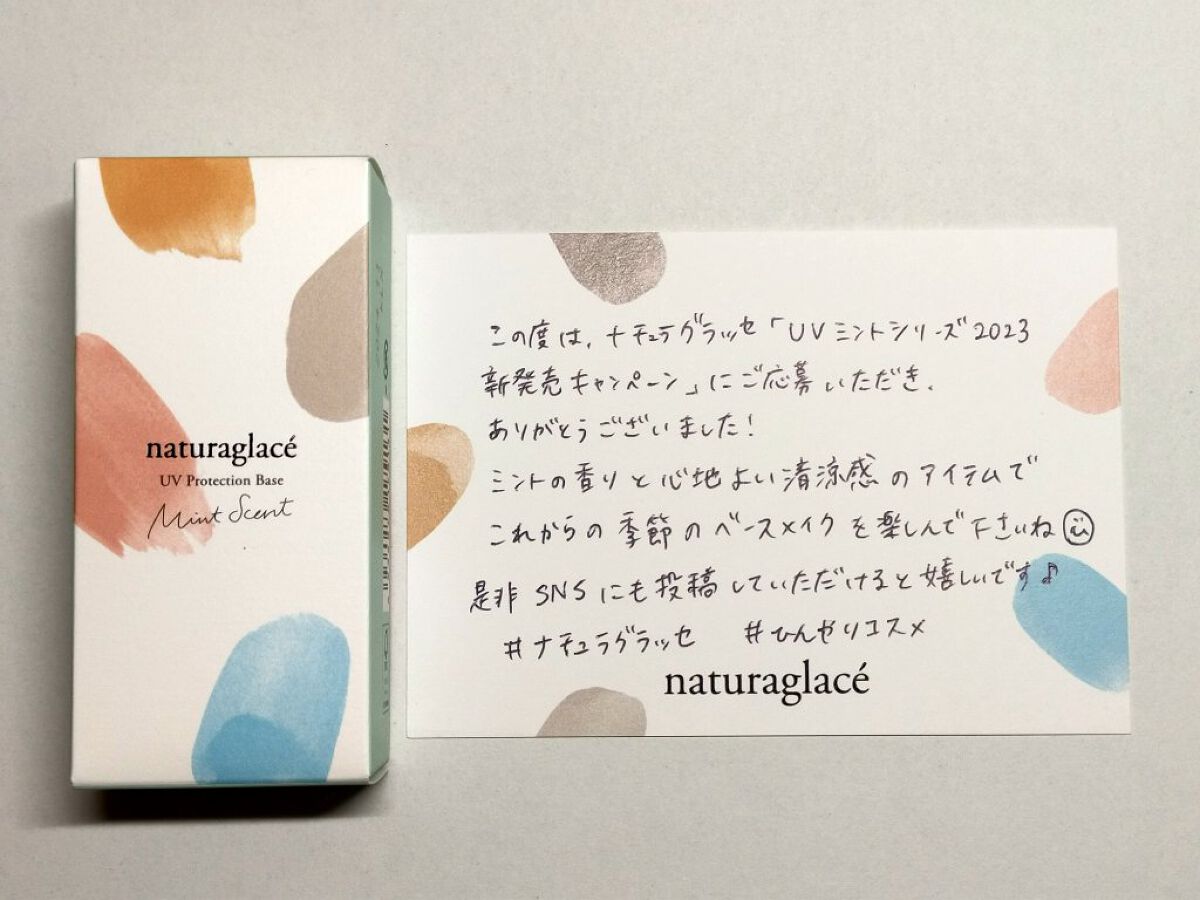 naturaglacé
UV Protection Base
Mint Scent
この度は、ナチュラグラッセ「UVミントシリーズ2023
新発売キャンペーン」にご応募いただき、
ありがとうございました!
ミントの香りと心地よい清涼感のアイテムで
これからの季節のベースメイクを楽しんで下さいね
是非SNSにも投稿していただけると嬉しいです♪
#ナチュラグラッセ #ひんやりコスメ
naturaglacé